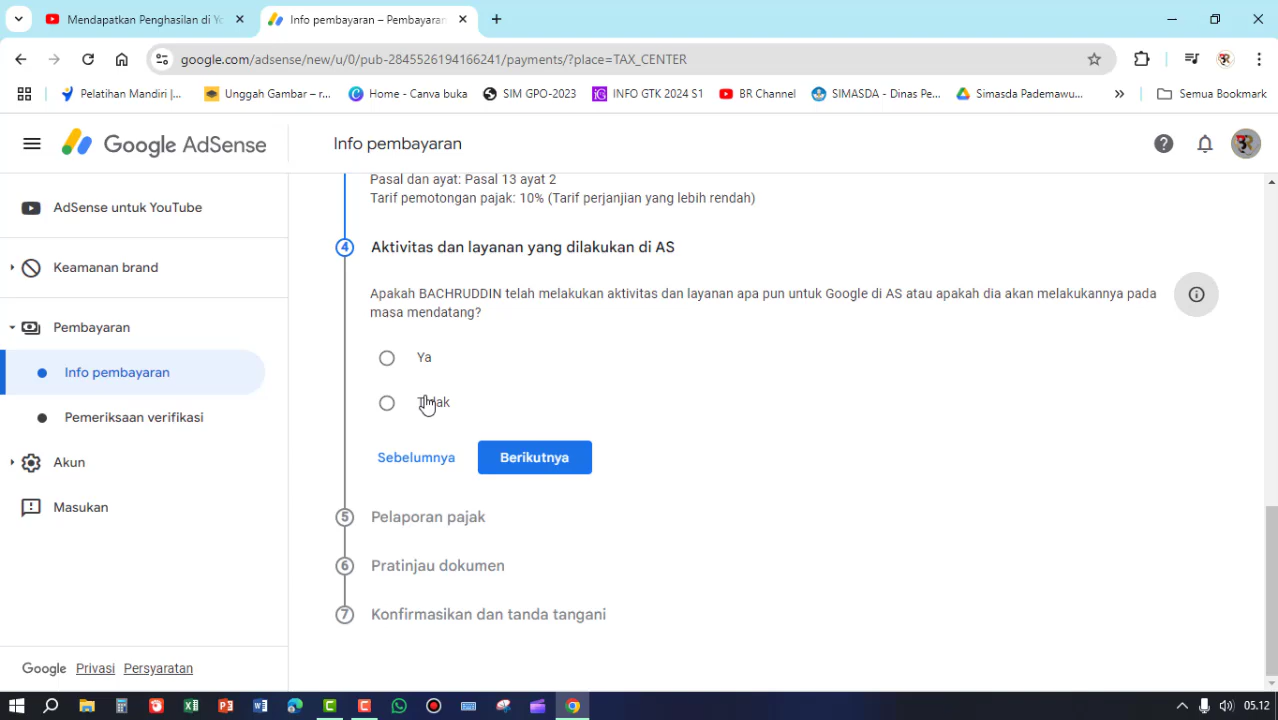 Mendapatkan Penghasilan di Yo
Info pembayaran – Pembayaran
google.com/adsense/new/u/0/pub-2845526194166241/payments/?place=TAX_CENTER
Pelatihan Mandiri |...
Unggah Gambar – r...
Home - Canva buka
SIM GPO-2023
INFO GTK 2024 S1
BR Channel
SIMASDA - Dinas Pe...
Simasda Pademawu...
Semua Bookmark
Google AdSense
Info pembayaran
AdSense untuk YouTube
Keamanan brand
Pembayaran
Info pembayaran
Pemeriksaan verifikasi
Akun
Masukan
Google Privasi Persyaratan
Pasal dan ayat: Pasal 13 ayat 2
Tarif pemotongan pajak: 10% (Tarif perjanjian yang lebih rendah)
4 Aktivitas dan layanan yang dilakukan di AS
Apakah BACHRUDDIN telah melakukan aktivitas dan layanan apa pun untuk Google di AS atau apakah dia akan melakukannya pada
masa mendatang?
Ya
Sebelumnya
Berikutnya
5 Pelaporan pajak
6 Pratinjau dokumen
7 Konfirmasikan dan tanda tangani
05.12